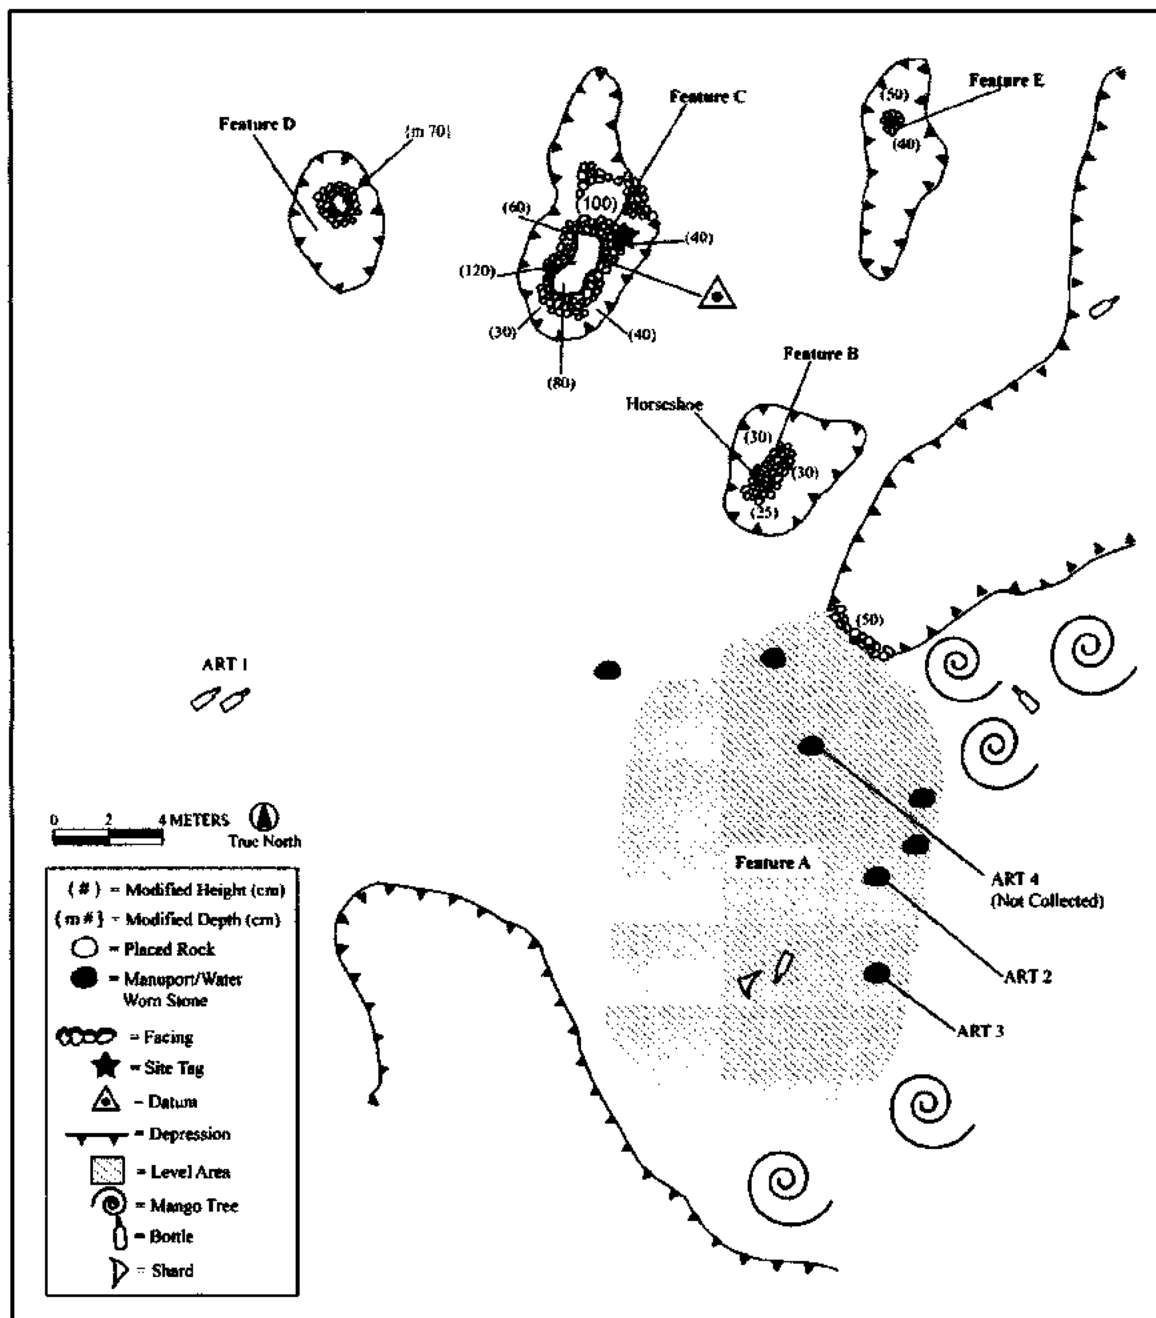 Feature E
(50)
Feature C
Feature D
{m 70}
(40)
(100)
(60)
(40)
(120)
(30)
(40)
Feature B
(80)
Horseshoe
(30)
(30)
(25)
(50)
ART 1
0 2 4 METERS
True North
Feature A
ART 4
(Not Collected)
ART 2
ART 3
(#) = Modified Height (cm)
{m #} = Modified Depth (cm)
= Placed Rock
= Manuport/Water
Worn Stone
= Facing
= Site Tag
= Datum
= Depression
= Level Area
= Mango Tree
= Bottle
= Shard